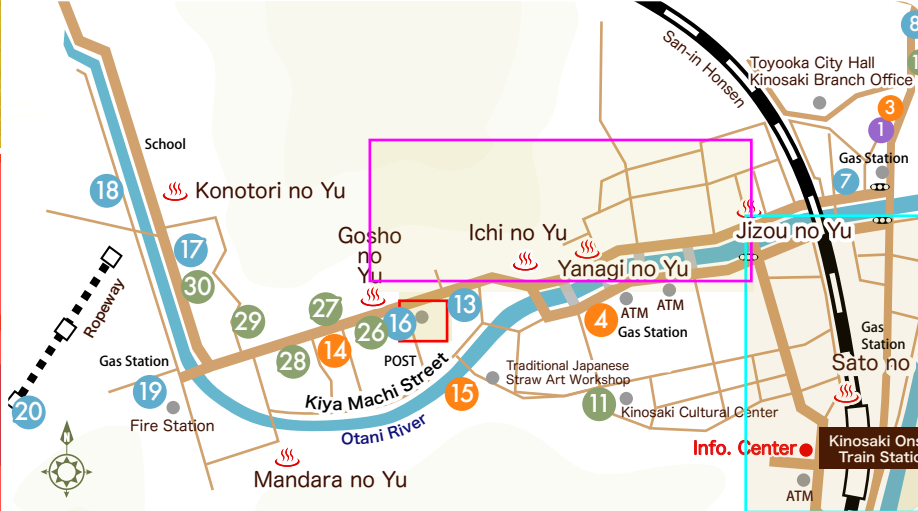 San-in Honsen
Toyooka City Hall
Kinosaki Branch Office
8
1
3
1
Gas Station
7
School
18
Konotori no Yu
17
30
Ropeway
Gosho
no
Yu
Ichi no Yu
Yanagi no Yu
Jizou no Yu
29
27
26
16
13
28
14
POST
ATM
ATM
4
Gas Station
Gas
Station
Sato no
Gas Station
19
20
Fire Station
Kiya Machi Street
Otani River
15
Traditional Japanese
Straw Art Workshop
11
Kinosaki Cultural Center
Info. Center
Kinosaki Ons
Train Statio
ATM
N
Mandara no Yu